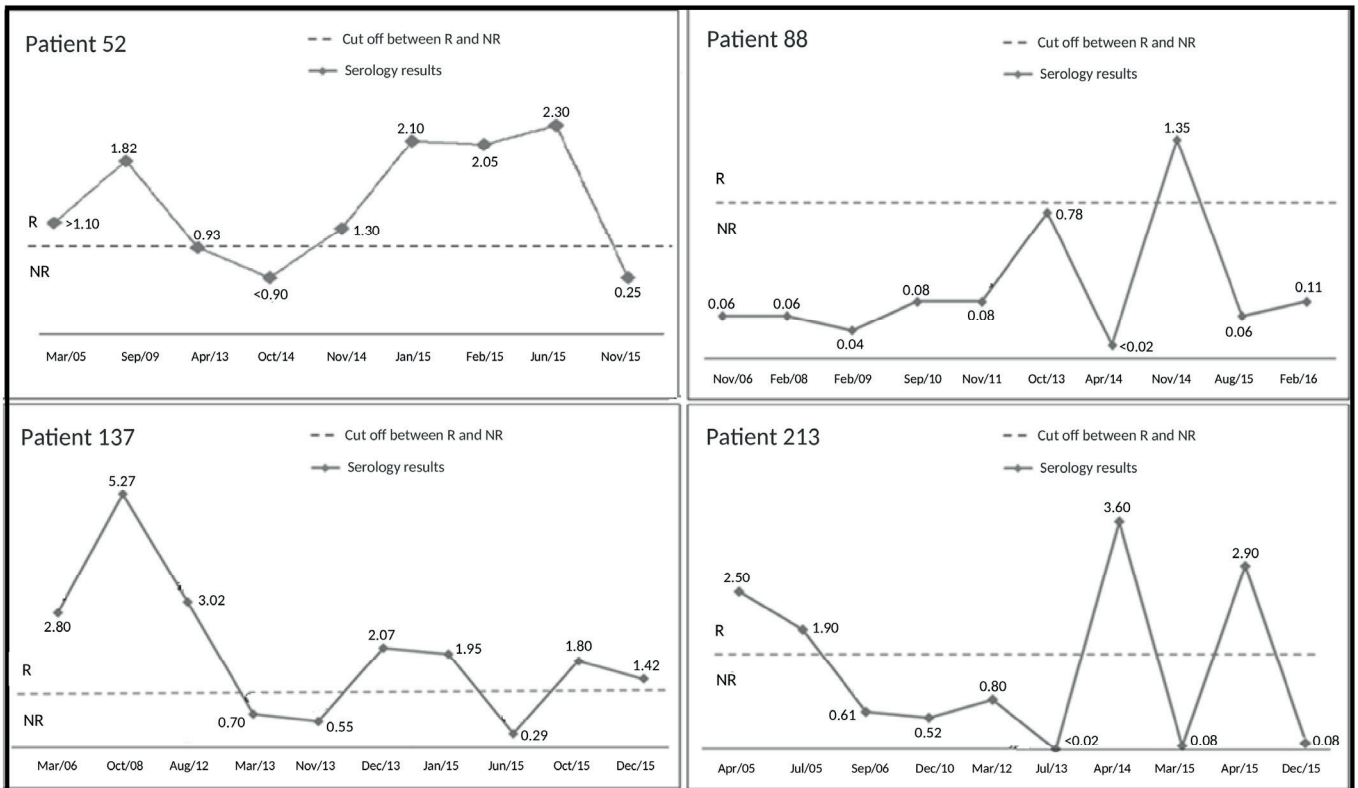 Patient 52
Cut off between R and NR
Serology results
2.30
2.10
1.82
2.05
R
>1.10
0.93
1.30
NR
<0.90
0.25
Mar/05 Sep/09 Apr/13 Oct/14 Nov/14 Jan/15 Feb/15 Jun/15 Nov/15
Patient 88
Cut off between R and NR
Serology results
1.35
R
0.78
NR
0.06 0.06 0.08 0.11
0.08
0.04 <0.02 0.06
Nov/06 Feb/08 Feb/09 Sep/10 Nov/11 Oct/13 Apr/14 Nov/14 Aug/15 Feb/16
Patient 137
Cut off between R and NR
Serology results
5.27
3.02
2.80
2.07
1.95 1.80
R
1.42
NR
0.70 0.55 0.29
Mar/06 Oct/08 Aug/12 Mar/13 Nov/13 Dec/13 Jan/15 Jun/15 Oct/15 Dec/15
Patient 213
Cut off between R and NR
Serology results
3.60
2.90
2.50
R
1.90
NR
0.80
0.61
0.52
<0.02 0.08 0.08
Apr/05 Jul/05 Sep/06 Dec/10 Mar/12 Jul/13 Apr/14 Mar/15 Apr/15 Dec/15